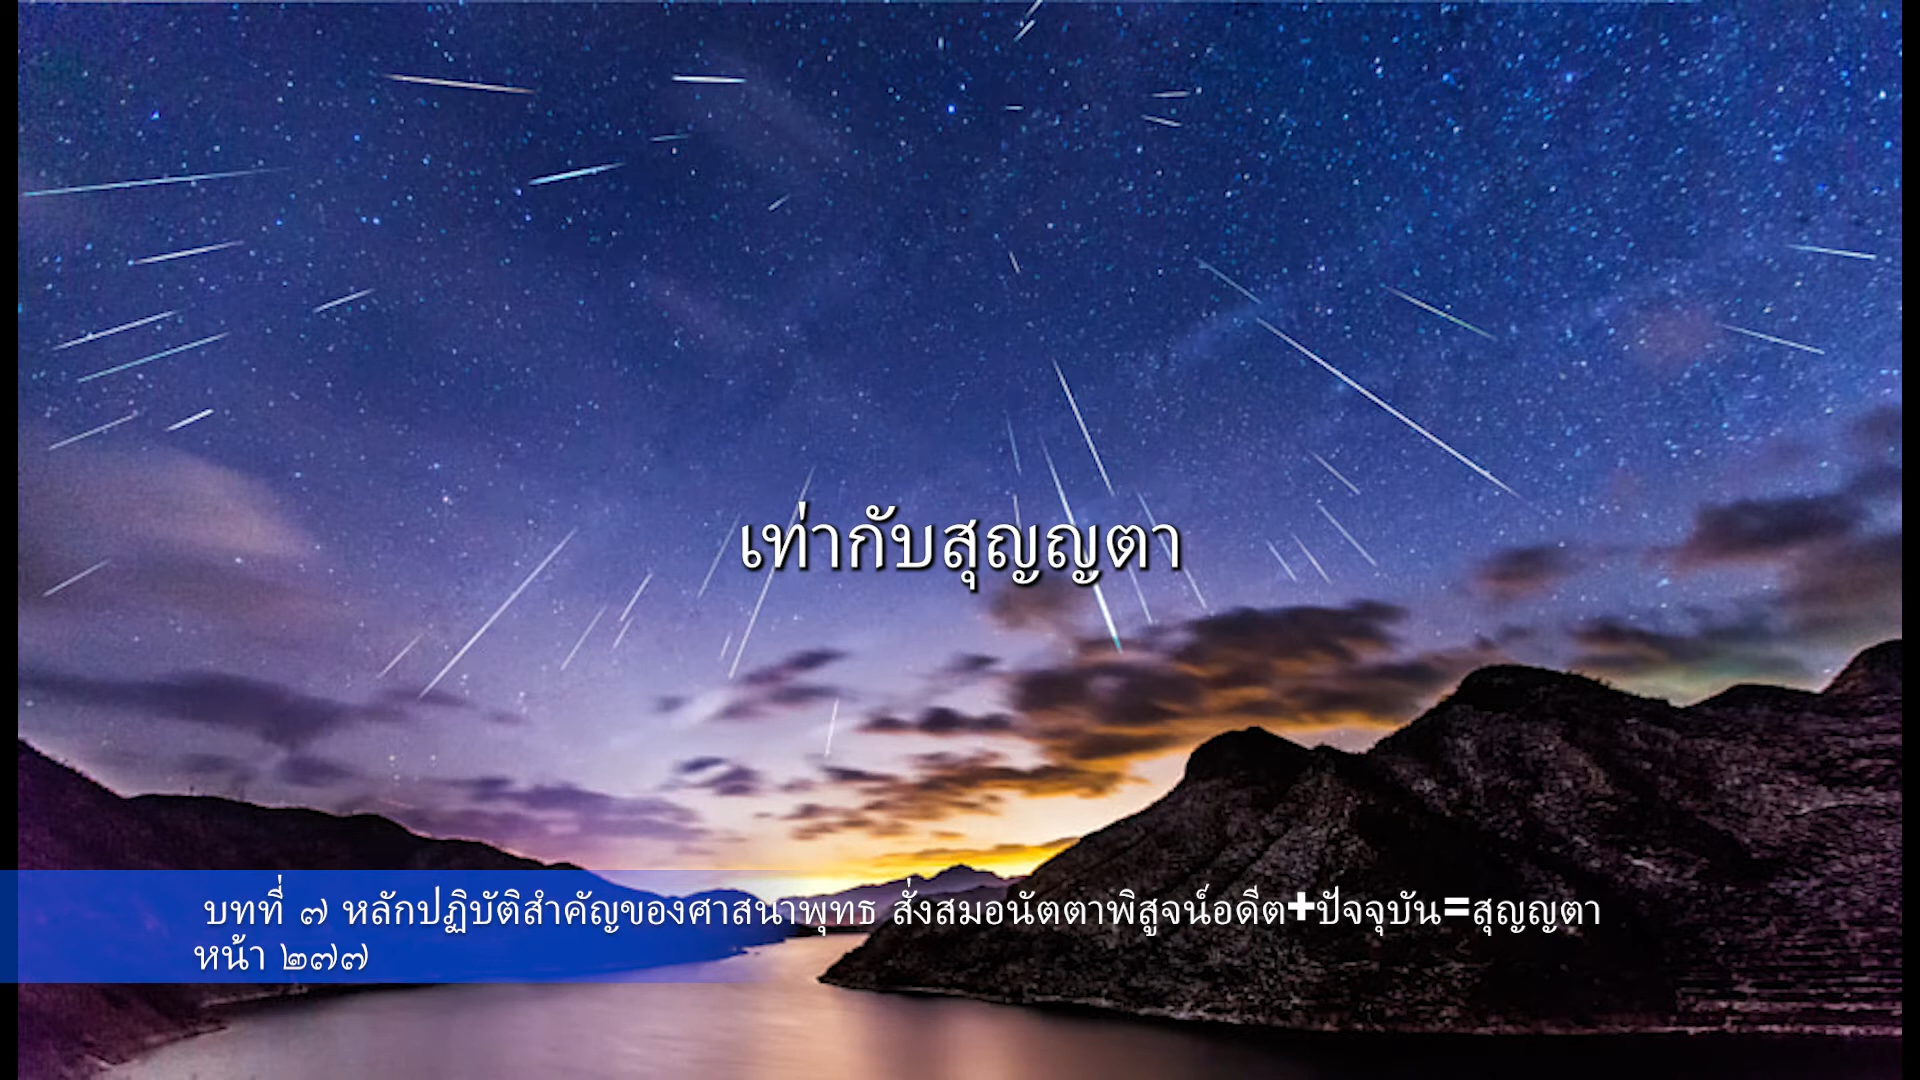 เท่ากับสุญญตา
บทที่ ๗ หลักปฏิบัติสำคัญของศาสนาพุทธ สั่งสมอนัตตาพิสูจน์อดีต+ปัจจุบัน=สุญญตา
หน้า ๒๗๗